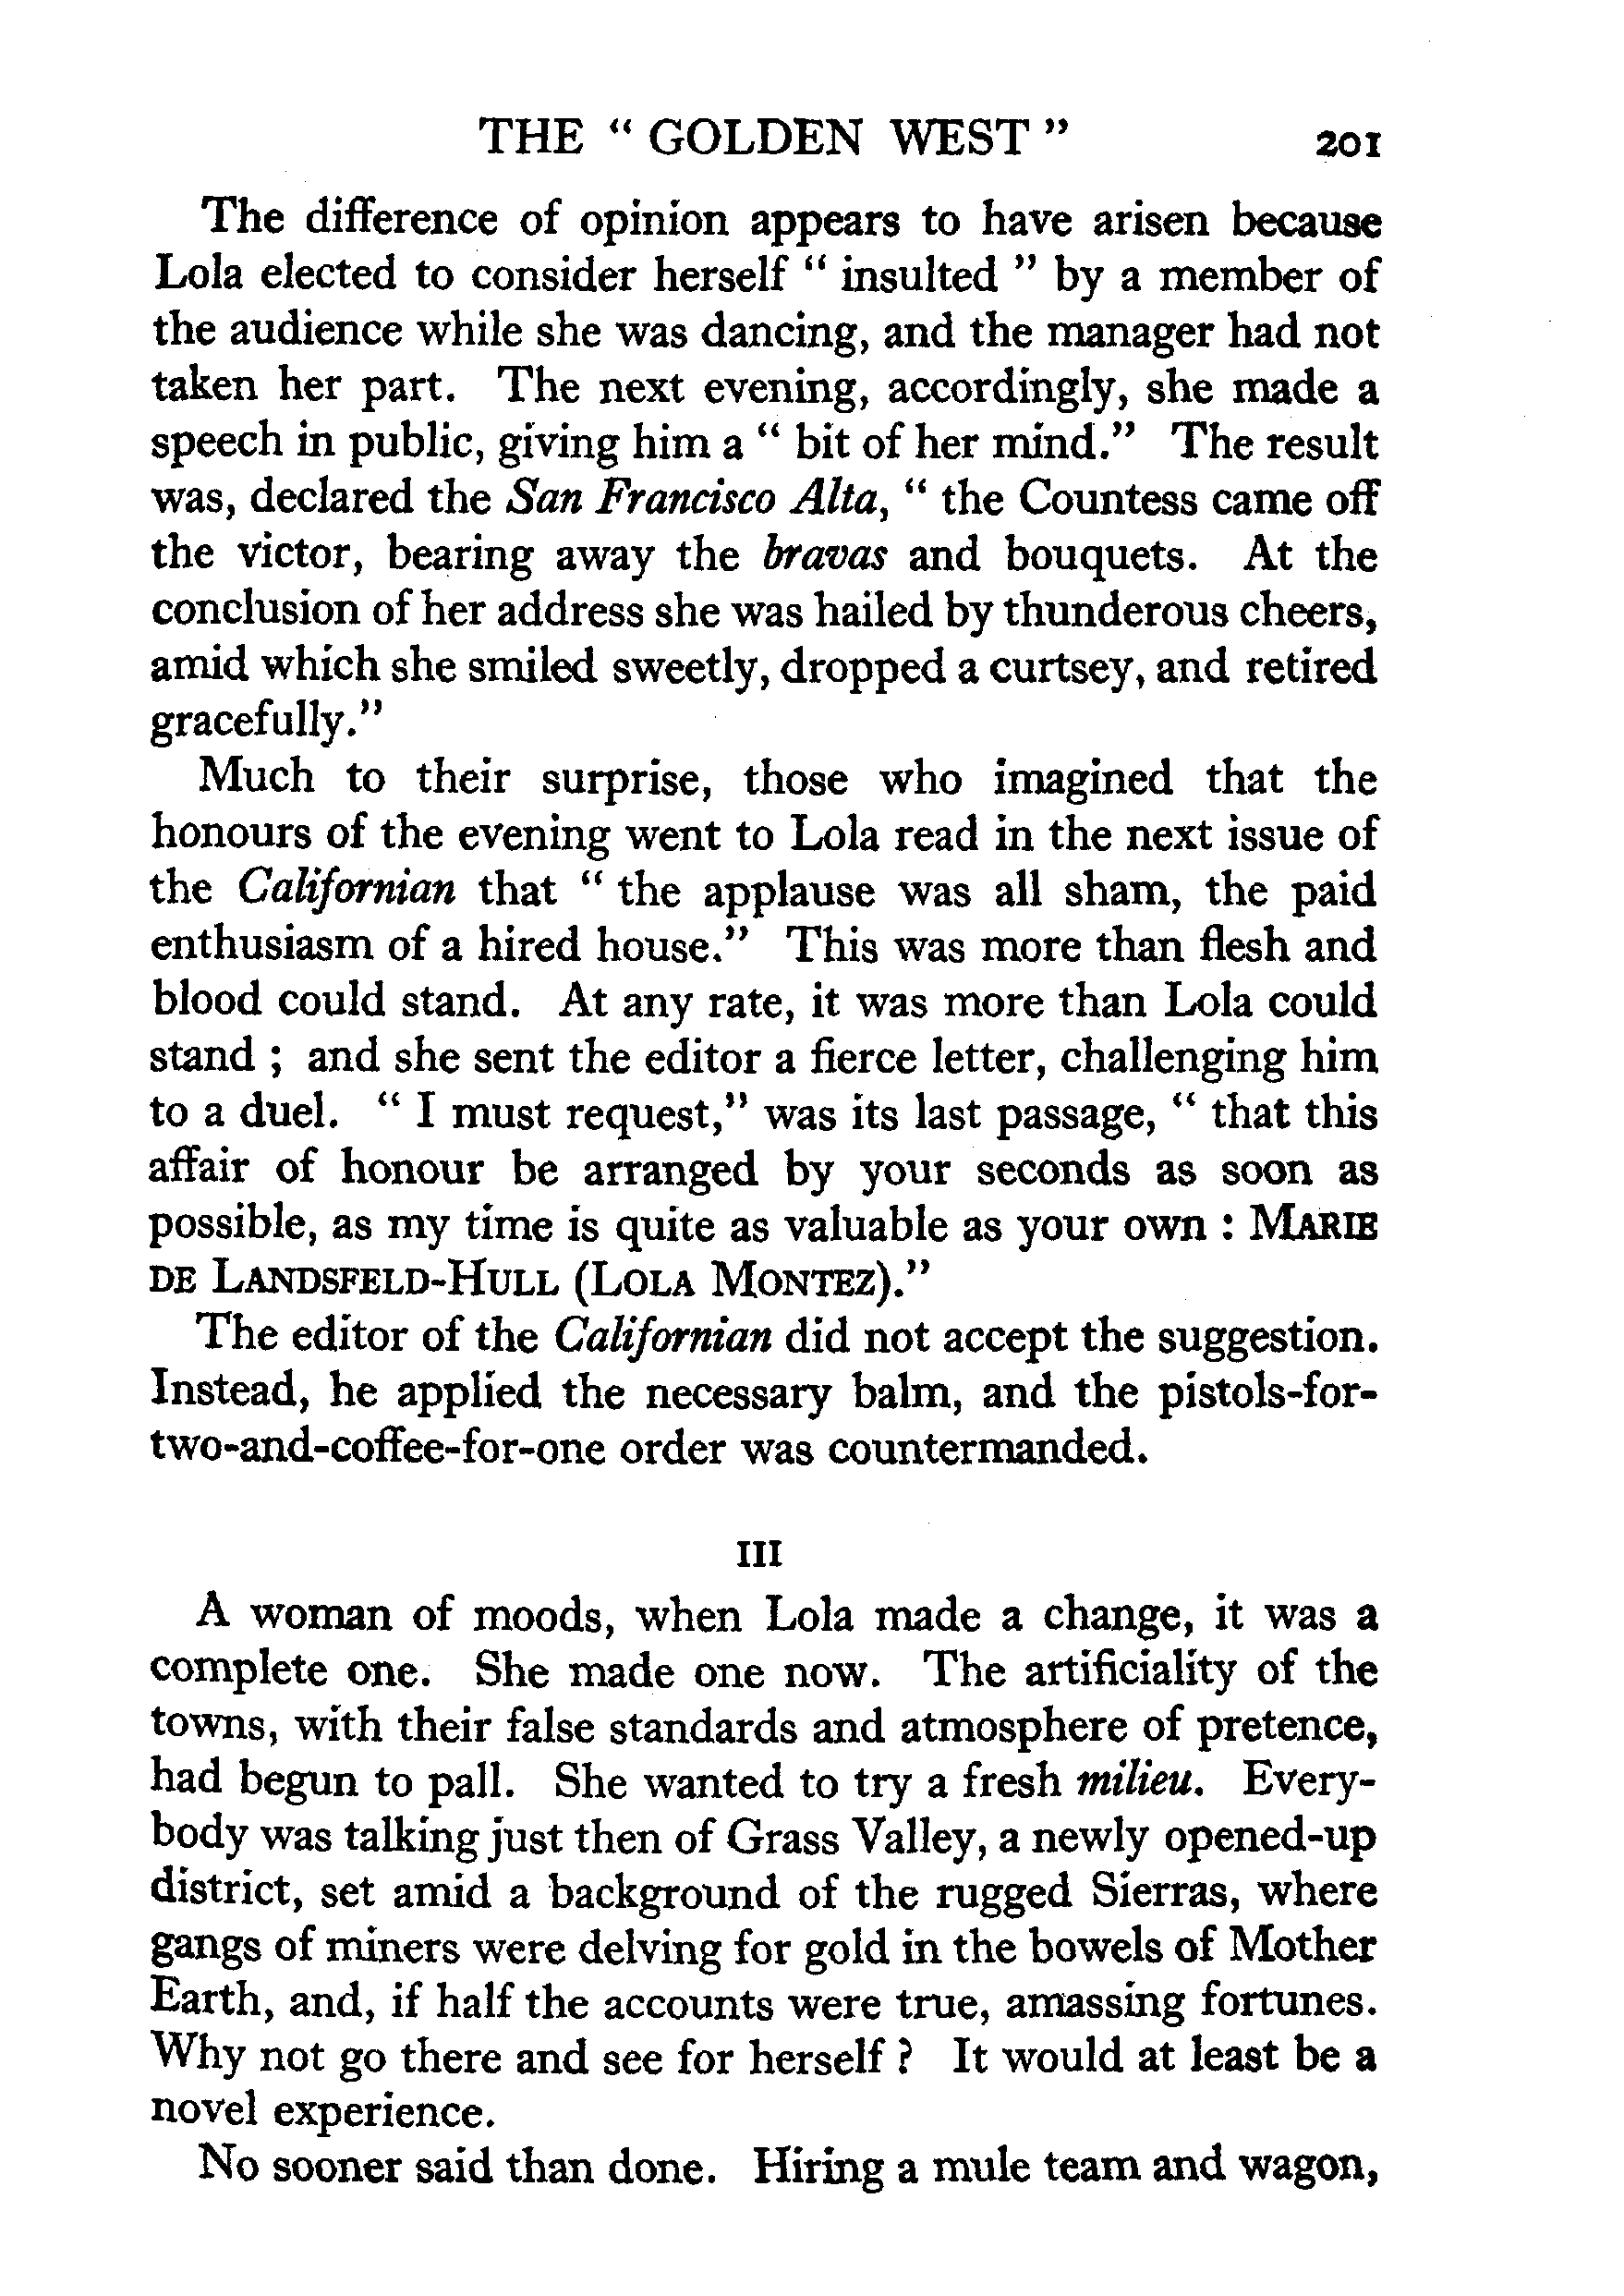 THE " GOLDEN WEST " 201
The difference of opinion appears to have arisen because
Lola elected to consider herself " insulted " by a member of
the audience while she was dancing, and the manager had not
taken her part. The next evening, accordingly, she made a
speech in public, giving him a " bit of her mind." The result
was, declared the San Francisco Alta, " the Countess came off
the victor, bearing away the bravas and bouquets. At the
conclusion of her address she was hailed by thunderous cheers,
amid which she smiled sweetly, dropped a curtsey, and retired
gracefully."
Much to their surprise, those who imagined that the
honours of the evening went to Lola read in the next issue of
the Californian that " the applause was all sham, the paid
enthusiasm of a hired house." This was more than flesh and
blood could stand. At any rate, it was more than Lola could
stand ; and she sent the editor a fierce letter, challenging him
to a duel. " I must request," was its last passage, " that this
affair of honour be arranged by your seconds as soon as
possible, as my time is quite as valuable as your own : MARIE
DE LANDSFELD-HULL (LOLA MONTEZ)."
The editor of the Californian did not accept the suggestion.
Instead, he applied the necessary balm, and the pistols-for-
two-and-coffee-for-one order was countermanded.
III
A woman of moods, when Lola made a change, it was a
complete one. She made one now. The artificiality of the
towns, with their false standards and atmosphere of pretence,
had begun to pall. She wanted to try a fresh milieu. Every-
body was talking just then of Grass Valley, a newly opened-up
district, set amid a background of the rugged Sierras, where
gangs of miners were delving for gold in the bowels of Mother
Earth, and, if half the accounts were true, amassing fortunes.
Why not go there and see for herself ? It would at least be a
novel experience.
No sooner said than done. Hiring a mule team and wagon,